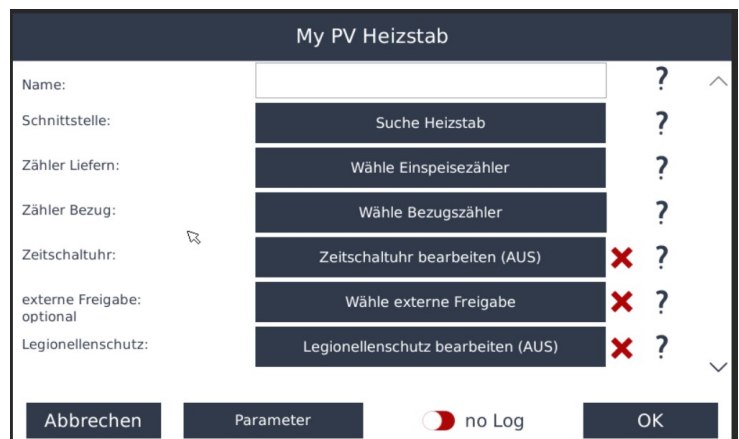 My PV Heizstab
Name:
?
Schnittstelle:
Suche Heizstab
?
Zähler Liefern:
Wähle Einspeisezähler
?
Zähler Bezug:
Wähle Bezugszähler
?
Zeitschaltuhr:
Zeitschaltuhr bearbeiten (AUS)
?
externe Freigabe:
optional
Wähle externe Freigabe
?
Legionellenschutz:
Legionellenschutz bearbeiten (AUS)
?
Abbrechen
Parameter
no Log
OK